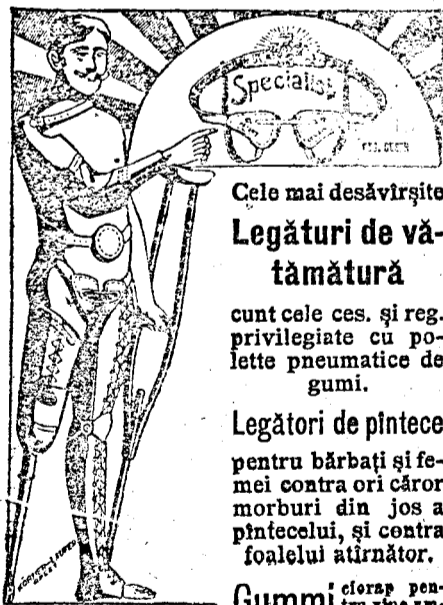 Specialist
Cele mai desăvîrşite
Legături de vă-
tămătură
cunt cele ces. şi reg.
privilegiate cu po-
lette pneumatice de
gumi.
Legători de pîntece
pentru bărbaţi şi fe-
mei contra ori căror
morburi din jos a
pîntecelui, şi contra
foalelui atîrnător.
Gummi ciorap pen-